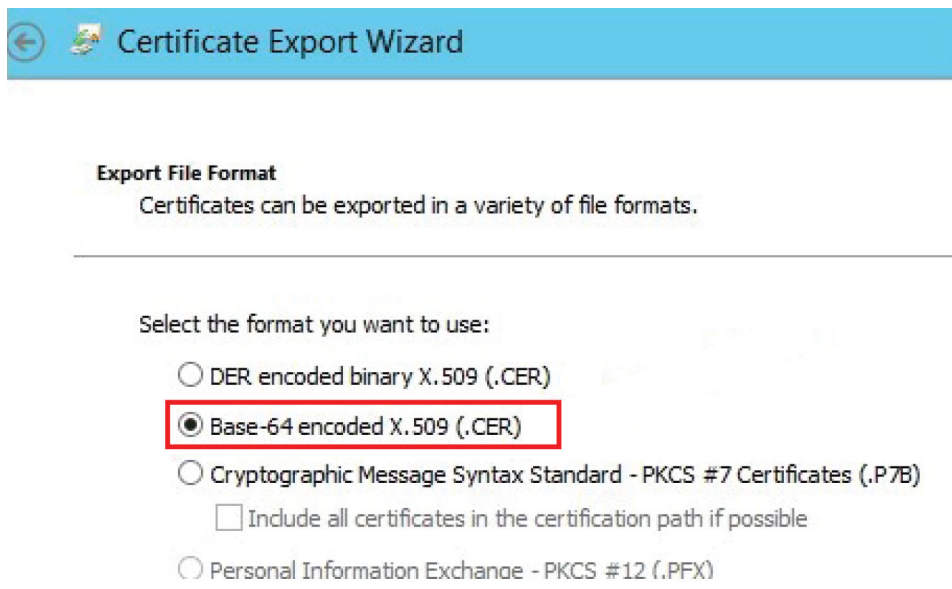 Certificate Export Wizard
Export File Format
Certificates can be exported in a variety of file formats.
Select the format you want to use:
DER encoded binary X.509 (.CER)
Base-64 encoded X.509 (.CER)
Cryptographic Message Syntax Standard - PKCS #7 Certificates (.P7B)
Include all certificates in the certification path if possible
Personal Information Exchange - PKCS #12 (.PFX)